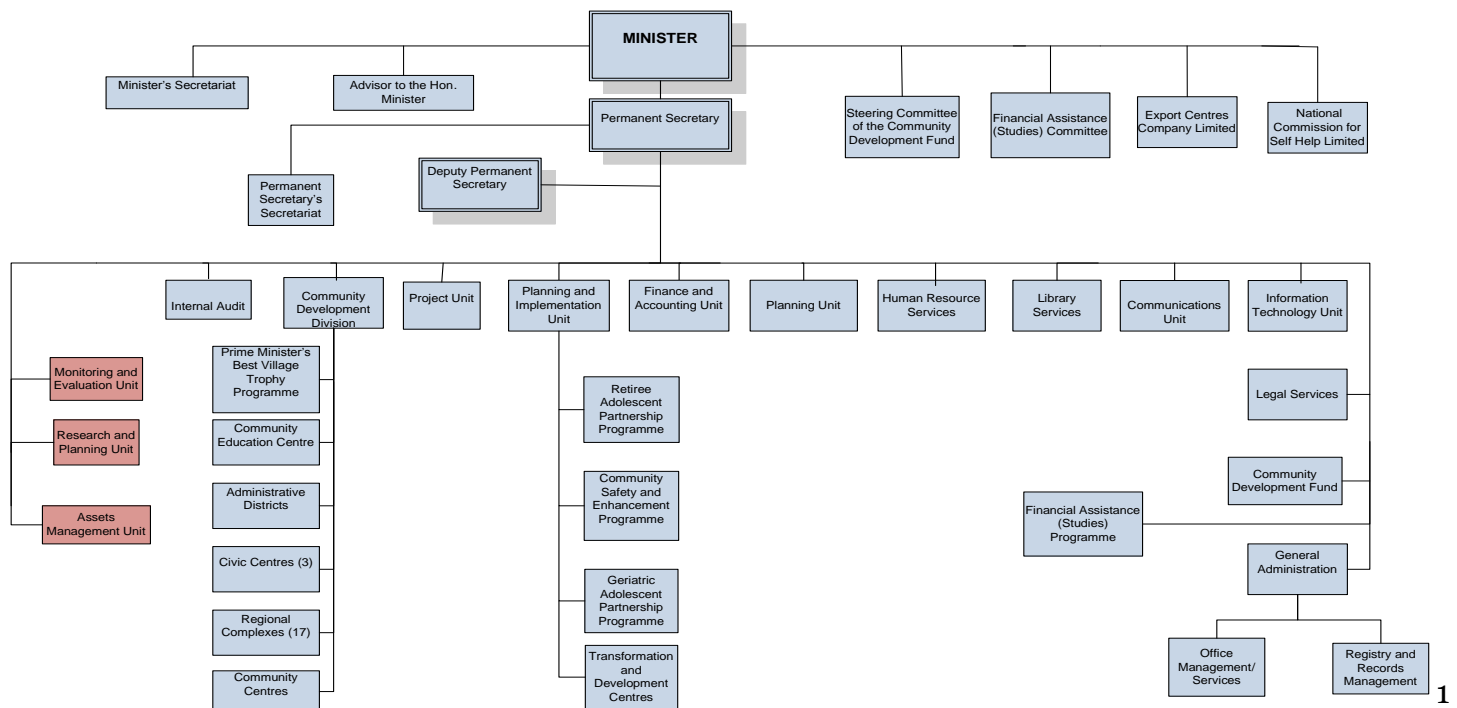 MINISTER
Minister's Secretariat
Advisor to the Hon.
Minister
Steering Committee
of the Community
Development Fund
Financial Assistance
(Studies) Committee
Export Centres
Company Limited
National
Commission for
Self Help Limited
Permanent Secretary
Permanent
Secretary's
Secretariat
Deputy Permanent
Secretary
Internal Audit
Community
Development
Division
Project Unit
Planning and
Implementation
Unit
Finance and
Accounting Unit
Planning Unit
Human Resource
Services
Library
Services
Communications
Unit
Information
Technology Unit
Monitoring and
Evaluation Unit
Research and
Planning Unit
Assets
Management Unit
Prime Minister's
Best Village
Trophy
Programme
Community
Education Centre
Administrative
Districts
Civic Centres (3)
Regional
Complexes (17)
Community
Centres
Retiree
Adolescent
Partnership
Programme
Community
Safety and
Enhancement
Programme
Geriatric
Adolescent
Partnership
Programme
Transformation
and
Development
Centres
Legal Services
Community
Development Fund
Financial Assistance
(Studies)
Programme
General
Administration
Office
Management/
Services
Registry and
Records
Management
1